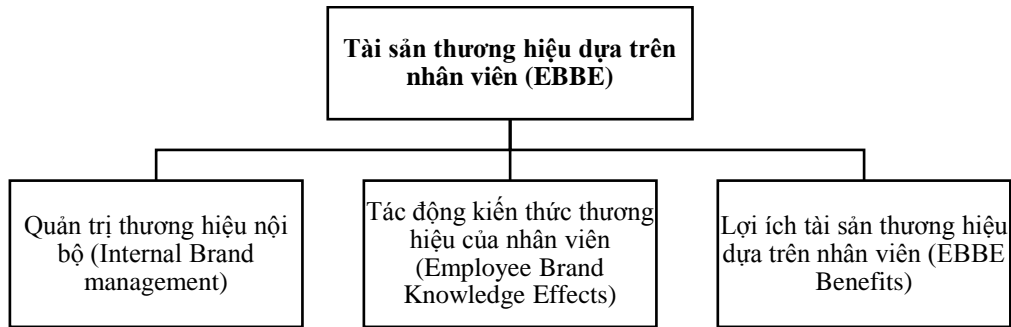 Tài sản thương hiệu dựa trên
nhân viên (EBBE)
Quản trị thương hiệu nội
bộ (Internal Brand
management)
Tác động kiến thức thương
hiệu của nhân viên
(Employee Brand
Knowledge Effects)
Lợi ích tài sản thương hiệu
dựa trên nhân viên (EBBE
Benefits)